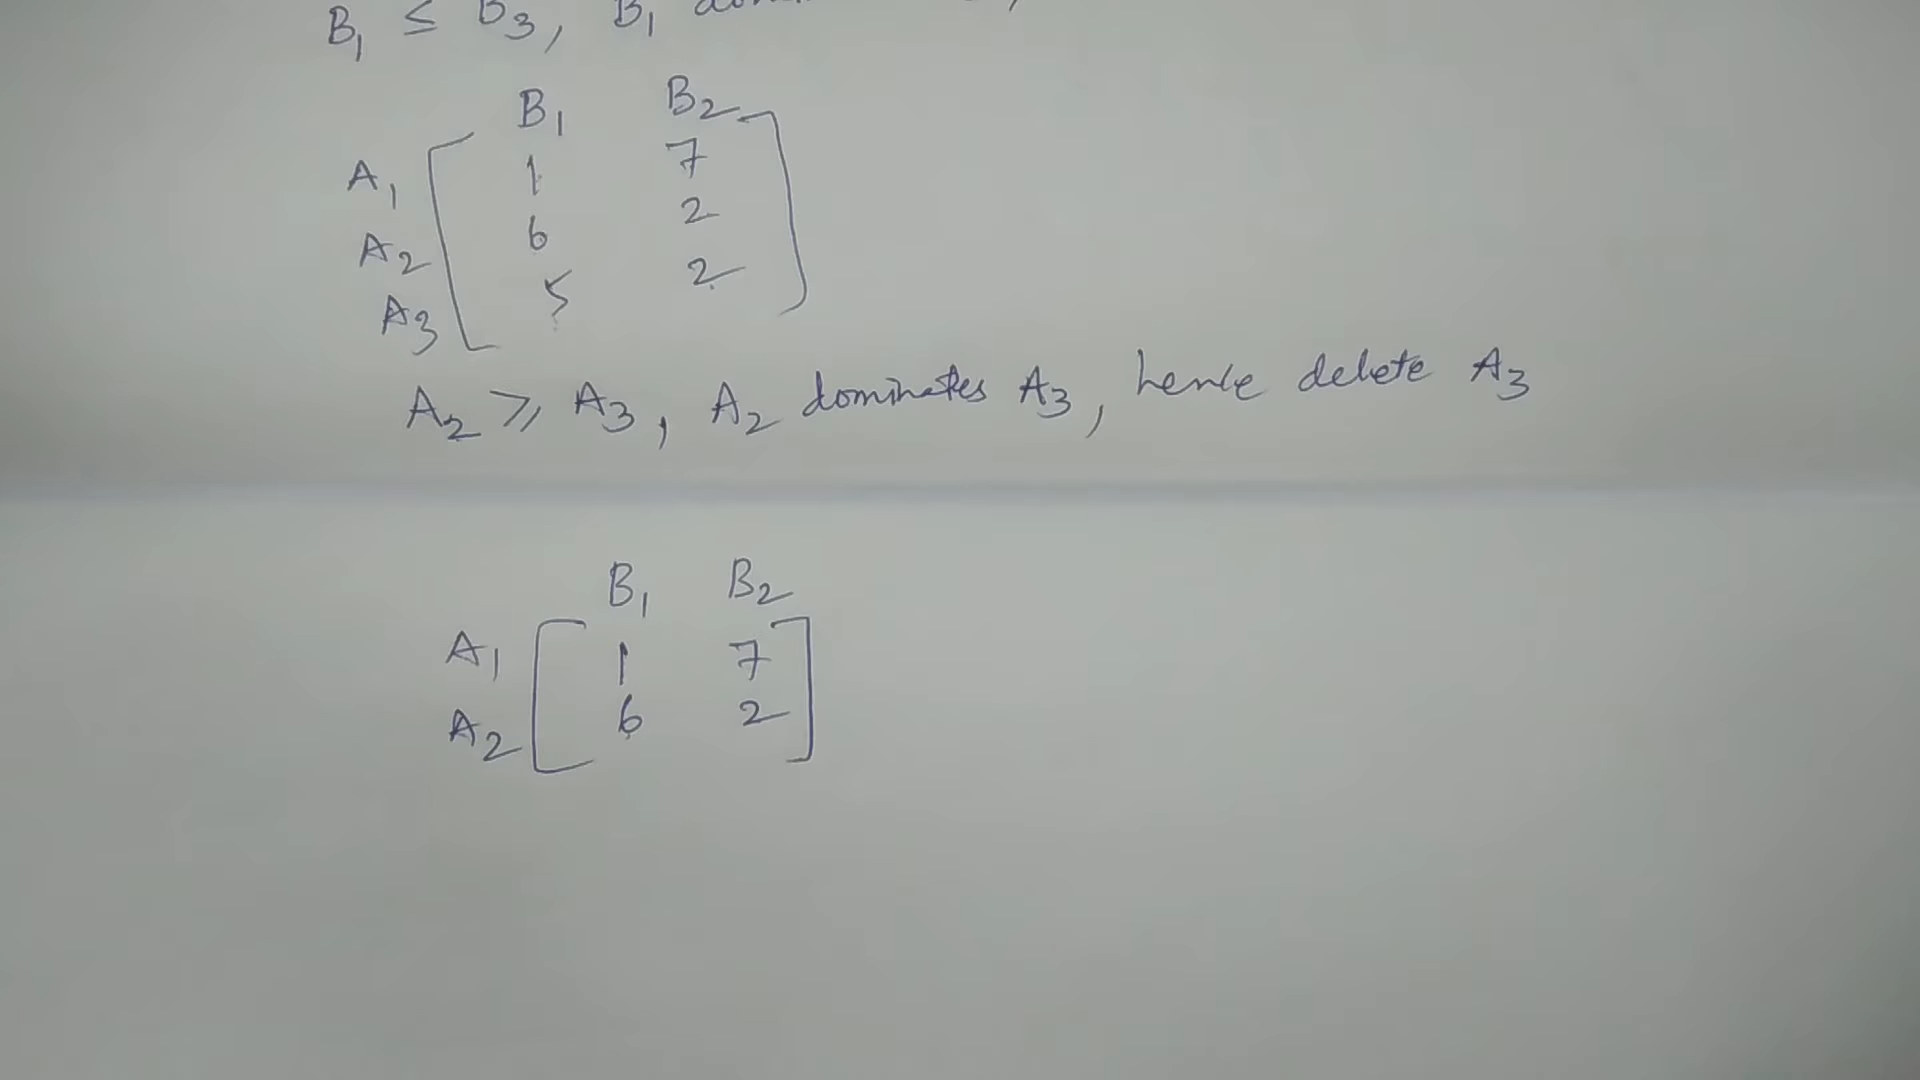 B1 ≤ B3, B1
B1 B2
A1 1 7
A2 6 2
A3 5 2
A2 ⩾ A3, A2 dominates A3, hence delete A3
B1 B2
A1 1 7
A2 6 2